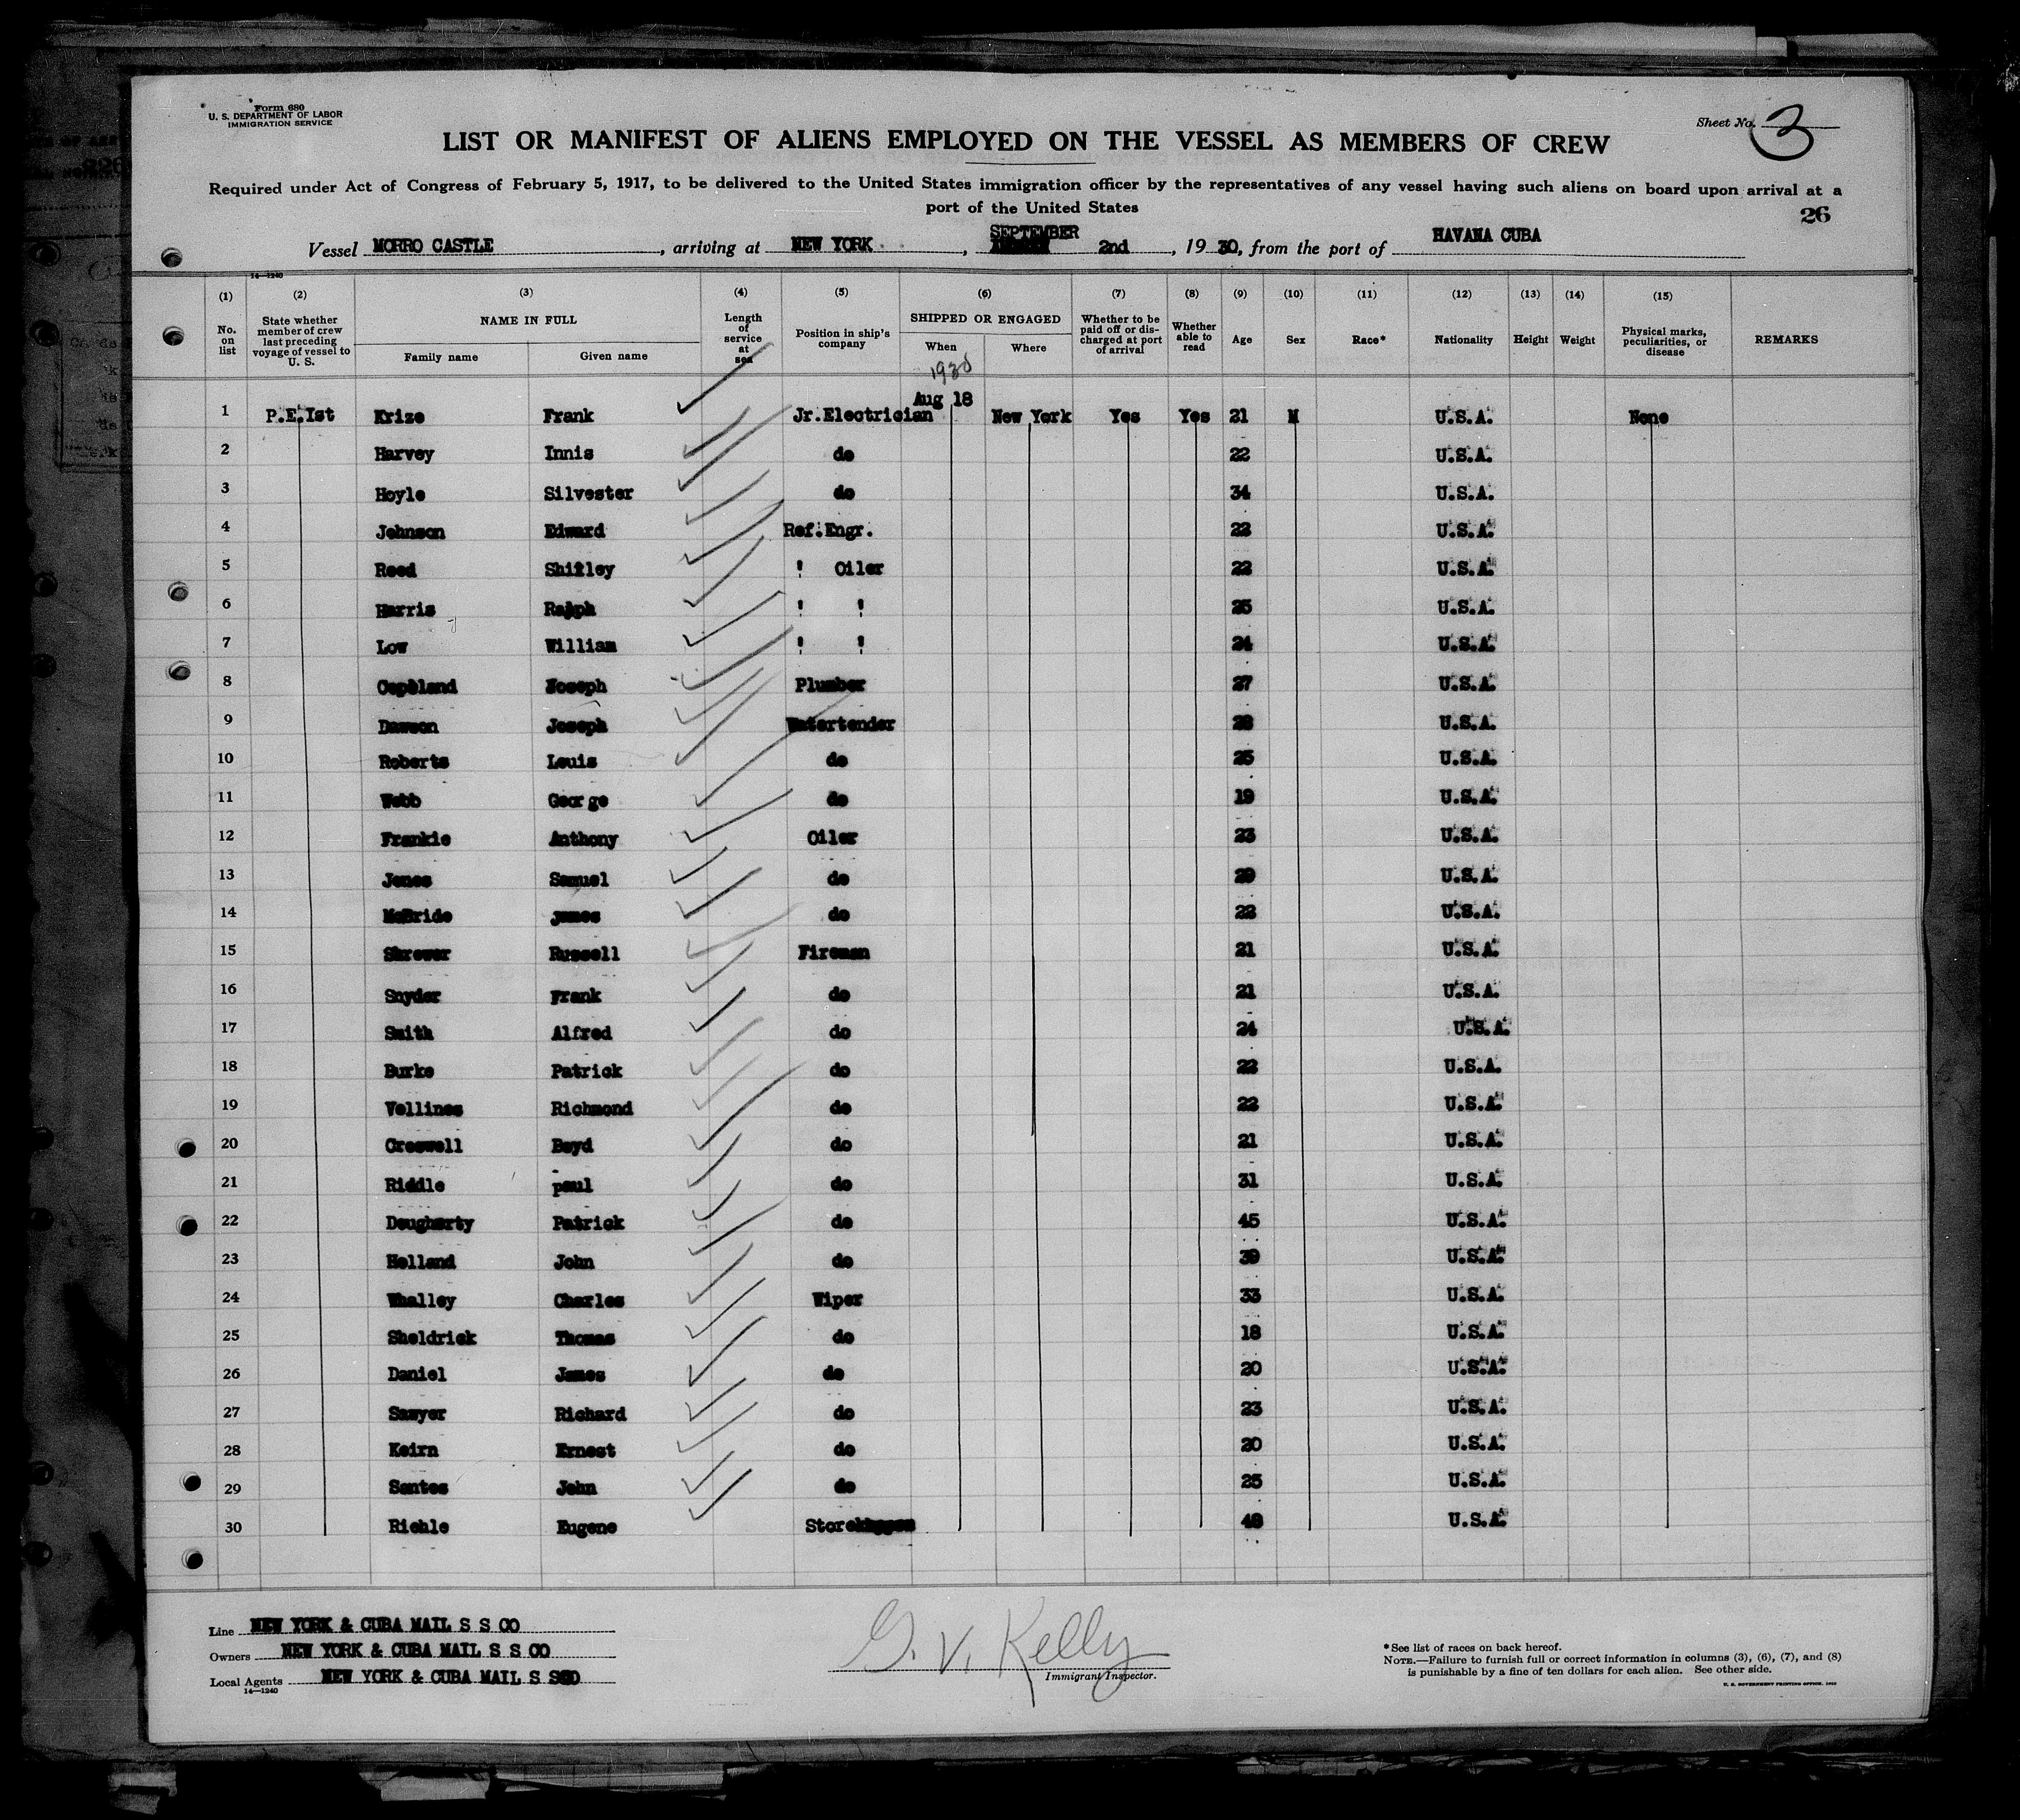 Form 680
U. S. DEPARTMENT OF LABOR
IMMIGRATION SERVICE
Sheet No. 3
LIST OR MANIFEST OF ALIENS EMPLOYED ON THE VESSEL AS MEMBERS OF CREW
Required under Act of Congress of February 5, 1917, to be delivered to the United States immigration officer by the representatives of any vessel having such aliens on board upon arrival at a
port of the United States
26
Vessel MORRO CASTLE, arriving at NEW YORK, SEPTEMBER 2nd, 1930, from the port of HAVANA CUBA
14—1240
(1) (2) (3) (4) (5) (6) (7) (8) (9) (10) (11) (12) (13) (14) (15)
No. on list State whether member of crew last preceding voyage of vessel to U. S. NAME IN FULL Family name Given name Length of service at sea Position in ship's company SHIPPED OR ENGAGED When Where Whether to be paid off or discharged at port of arrival Whether able to read Age Sex Race* Nationality Height Weight Physical marks, peculiarities, or disease REMARKS
1930
Aug 18
1 P.E.Ist Krize Frank Jr.Electrician New York Yes Yes 21 M U.S.A. None
2 Harvey Innis do 22 U.S.A.
3 Hoyle Silvester do 34 U.S.A.
4 Johnson Edward Ref.Engr. 22 U.S.A.
5 Reed Shifley ! Oiler 22 U.S.A.
6 Harris Ralph ! ! 25 U.S.A.
7 Low William ! ! 24 U.S.A.
8 Copeland Joseph Plumber 27 U.S.A.
9 Dawson Joseph Watertender 28 U.S.A.
10 Roberts Louis do 25 U.S.A.
11 Webb George do 19 U.S.A.
12 Frankie Anthony Oiler 23 U.S.A.
13 Jones Samuel do 29 U.S.A.
14 McBride james do 22 U.S.A.
15 Shrewer Russell Fireman 21 U.S.A.
16 Snyder Frank do 21 U.S.A.
17 Smith Alfred do 24 U.S.A.
18 Burke Patrick do 22 U.S.A.
19 Vellines Richmond do 22 U.S.A.
20 Creswell Boyd do 21 U.S.A.
21 Riddle paul do 31 U.S.A.
22 Dougherty Patrick do 45 U.S.A.
23 Holland John do 39 U.S.A.
24 Whalley Charles Wiper 33 U.S.A.
25 Sheldrick Thomas do 18 U.S.A.
26 Daniel James do 20 U.S.A.
27 Sawyer Richard do 23 U.S.A.
28 Keirn Ernest do 20 U.S.A.
29 Santos John do 25 U.S.A.
30 Riehle Eugene 48 U.S.A.
Line NEW YORK & CUBA MAIL S S CO
Owners NEW YORK & CUBA MAIL S S CO
Local Agents NEW YORK & CUBA MAIL S S CO
14—1240
G. V. Kelly
Immigrant Inspector.
*See list of races on back hereof.
NOTE.—Failure to furnish full or correct information in columns (3), (6), (7), and (8)
is punishable by a fine of ten dollars for each alien. See other side.